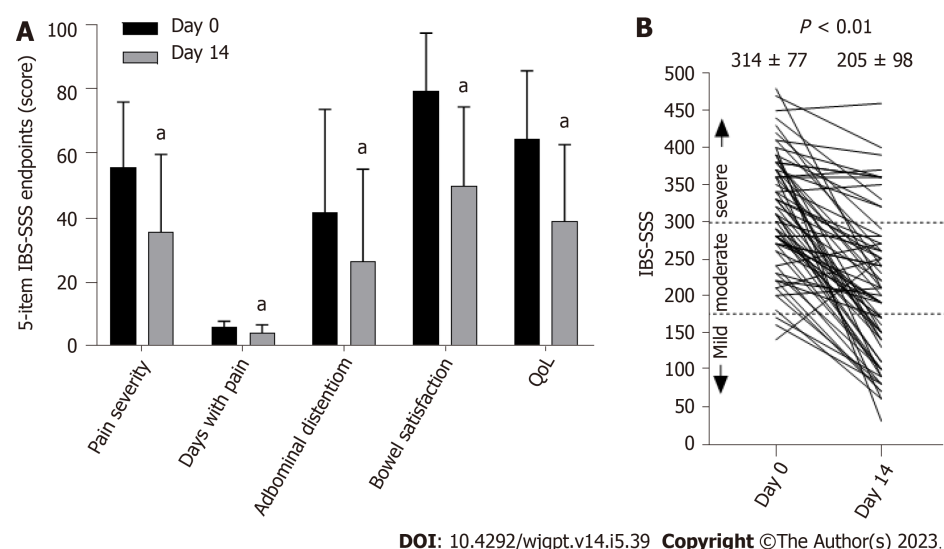 A
Day 0
Day 14
5-item IBS-SSS endpoints (score)
100
80
60
40
20
0
a
a
a
a
a
Pain severity
Days with pain
Adbominal distentiom
Bowel satisfaction
QoL
B
P < 0.01
314 ± 77 205 ± 98
IBS-SSS
500
450
400
350
300
250
200
150
100
50
0
Mild moderate severe
Day 0
Day 14
DOI: 10.4292/wjgpt.v14.i5.39 Copyright ©The Author(s) 2023.